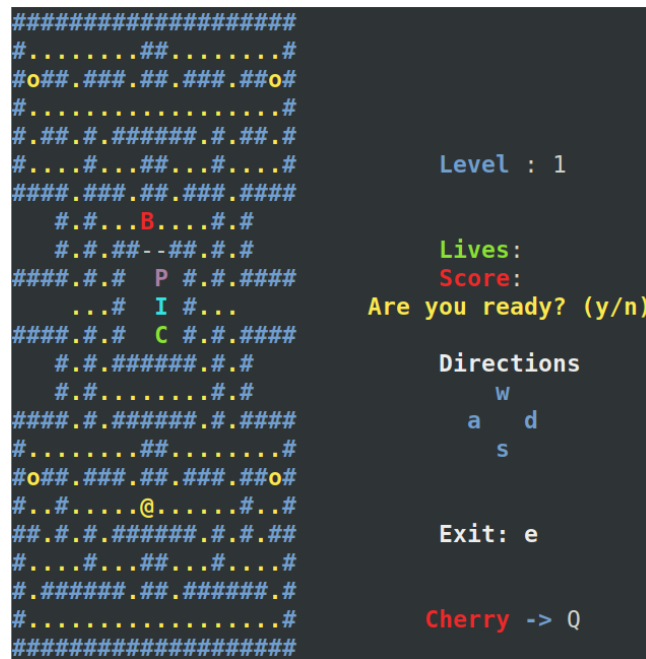 ####################
#........##........#
#o##.###.##.###.##o#
#..................#
#.##.#.######.#.##.#
#....#...##...#....# Level : 1
####.###.##.###.####
   #.#...B....#.#
   #.#.##--##.#.# Lives:
####.#.#  P #.#.#### Score:
    ...#  I #... Are you ready? (y/n)
####.#.#  C #.#.####
   #.#.######.#.# Directions
   #.#........#.# w
####.#.######.#.#### a d
#........##........# s
#o##.###.##.###.##o#
#..#.....@......#..#
##.#.#.######.#.#.## Exit: e
#....#...##...#....#
#.######.##.######.#
#..................# Cherry -> Q
####################